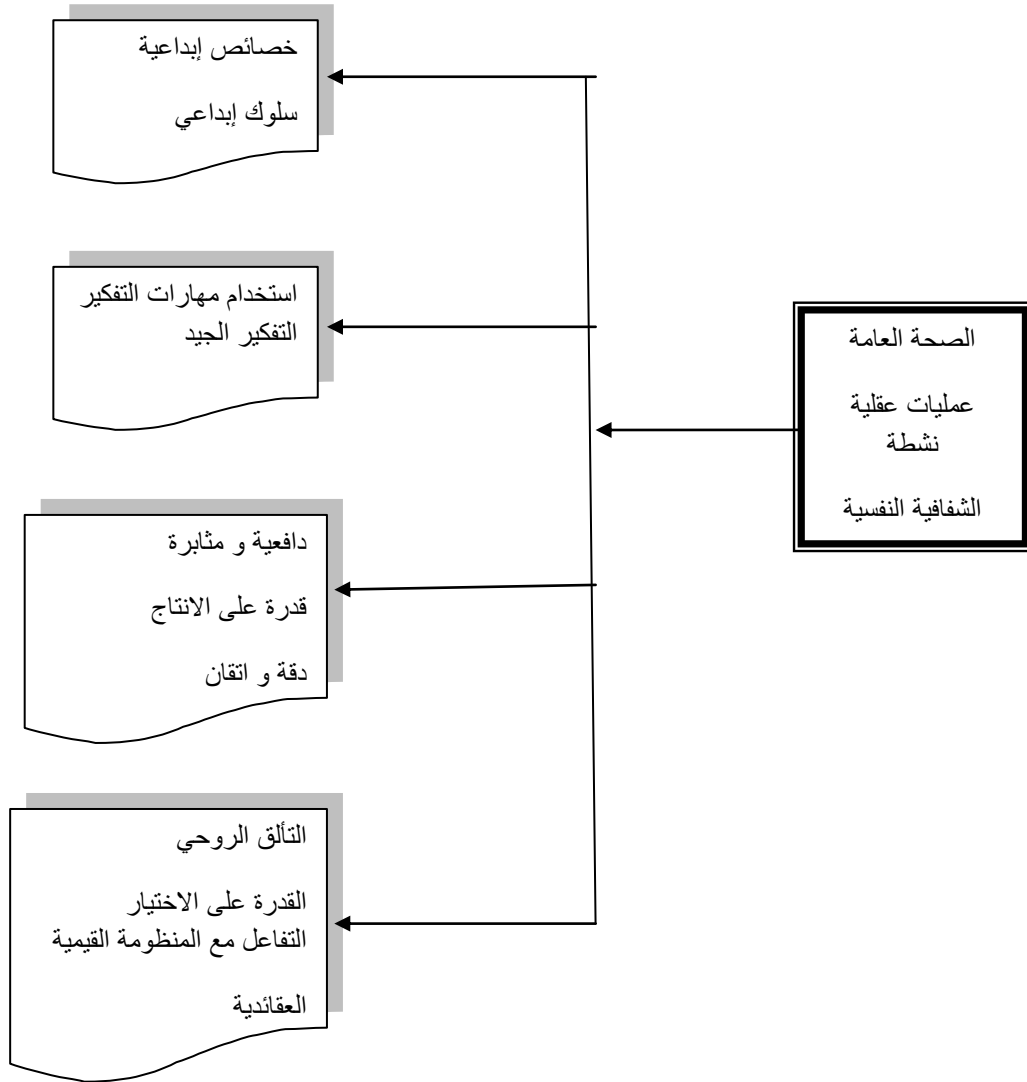 الصحة العامة
عمليات عقلية
نشطة
الشفافية النفسية
خصائص إبداعية
سلوك إبداعي
استخدام مهارات التفكير
التفكير الجيد
دافعية و مثابرة
قدرة على الانتاج
دقة و اتقان
التألق الروحي
القدرة على الاختيار
التفاعل مع المنظومة القيمية
العقائدية